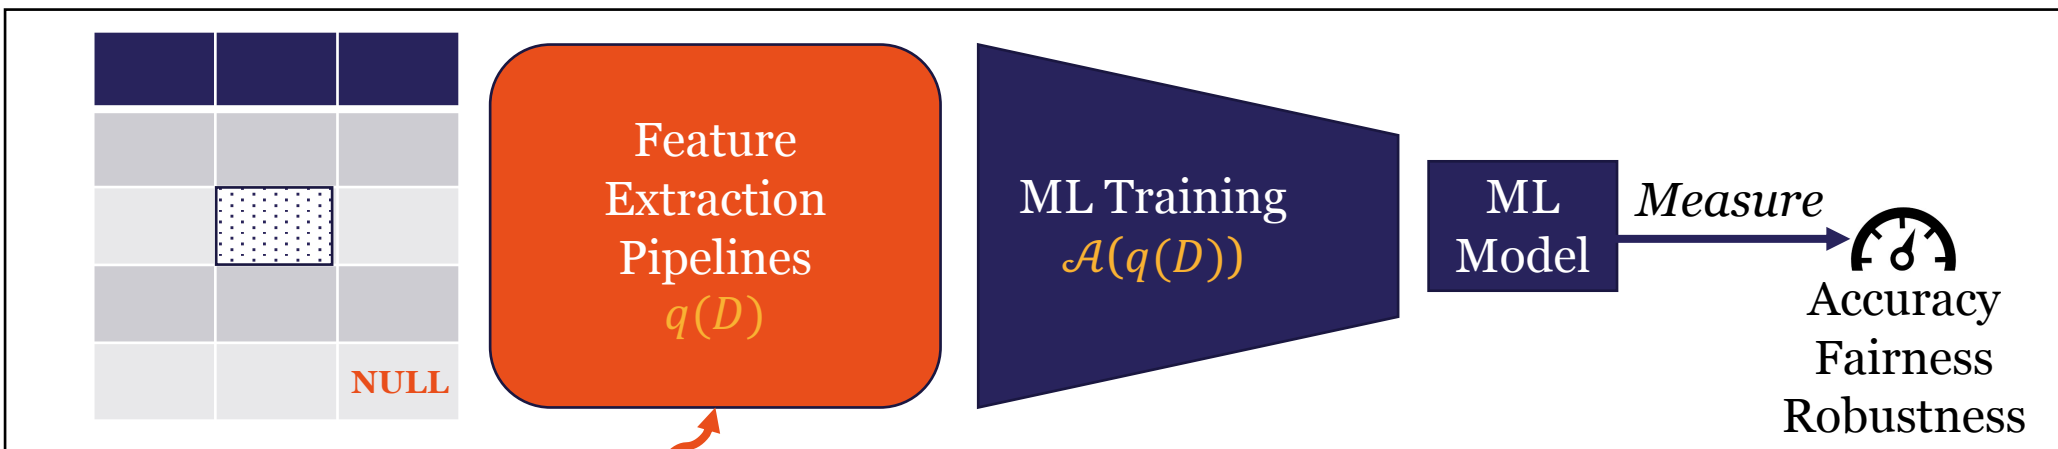 NULL
Feature
Extraction
Pipelines
q(D)
ML Training
𝒜(q(D))
ML
Model
Measure
Accuracy
Fairness
Robustness